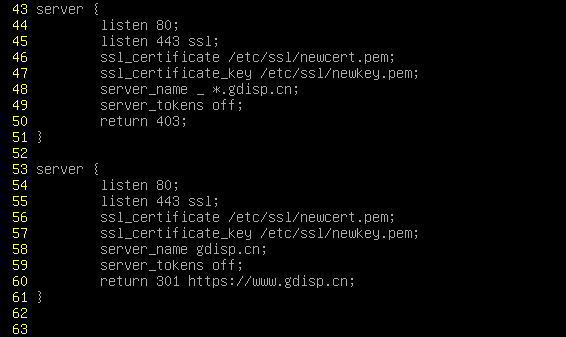 43 server {
44         listen 80;
45         listen 443 ssl;
46         ssl_certificate /etc/ssl/newcert.pem;
47         ssl_certificate_key /etc/ssl/newkey.pem;
48         server_name _ *.gdisp.cn;
49         server_tokens off;
50         return 403;
51 }
52
53 server {
54         listen 80;
55         listen 443 ssl;
56         ssl_certificate /etc/ssl/newcert.pem;
57         ssl_certificate_key /etc/ssl/newkey.pem;
58         server_name gdisp.cn;
59         server_tokens off;
60         return 301 https://www.gdisp.cn;
61 }
62
63